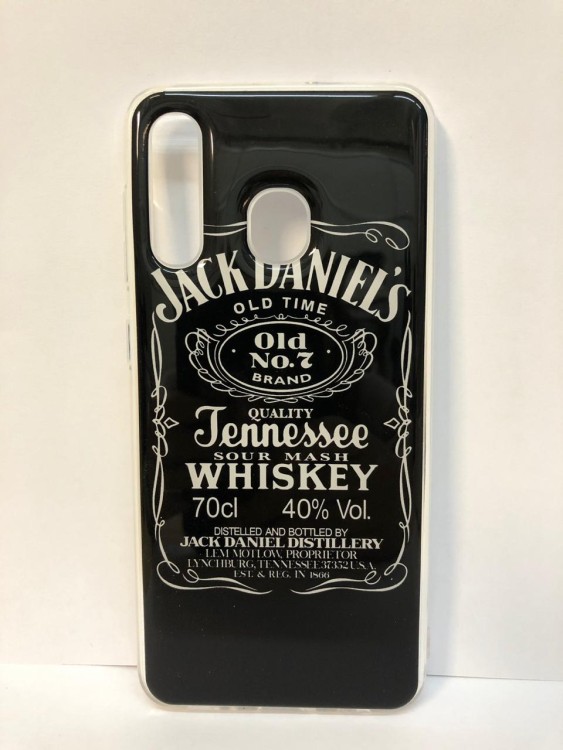 JACK DANIEL'S
OLD TIME
Old
No.7
BRAND
QUALITY
Tennessee
SOUR MASH
WHISKEY
70cl 40% Vol.
DISTELLED AND BOTTLED BY
JACK DANIEL DISTILLERY
LEM MOTLOW, PROPRIETOR
LYNCHBURG, TENNESSEE 37352 U.S.A.
EST. & REG. IN 1866